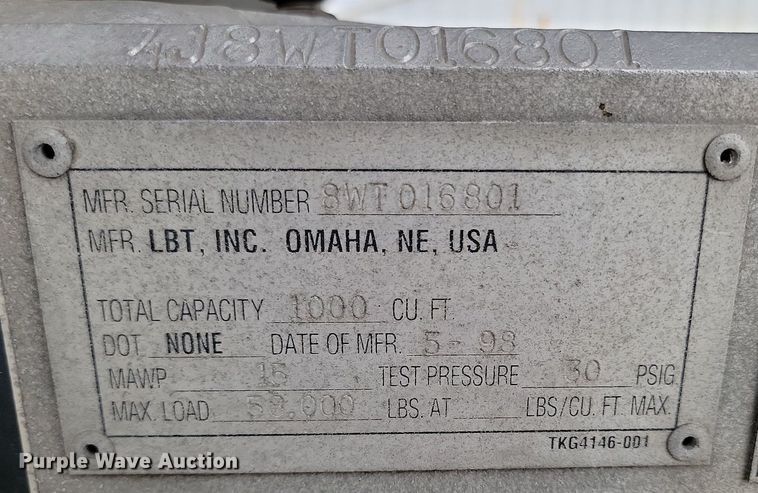 4J8WT016801
MFR. SERIAL NUMBER 8WT016801
MFR. LBT, INC. OMAHA, NE, USA
TOTAL CAPACITY 1000 CU. FT.
DOT NONE DATE OF MFR. 5-98
MAWP 15 TEST PRESSURE 30 PSIG
MAX. LOAD LBS. AT LBS/CU. FT. MAX.
TKG4146-001
Purple Wave Auction